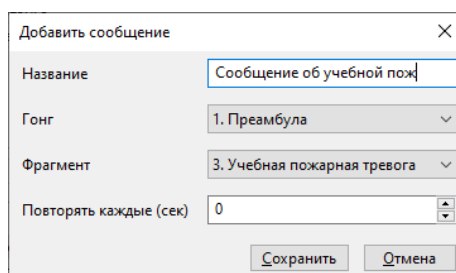 Добавить сообщение
Название Сообщение об учебной пож
Гонг 1. Преамбула
Фрагмент 3. Учебная пожарная тревога
Повторять каждые (сек) 0
Сохранить Отмена